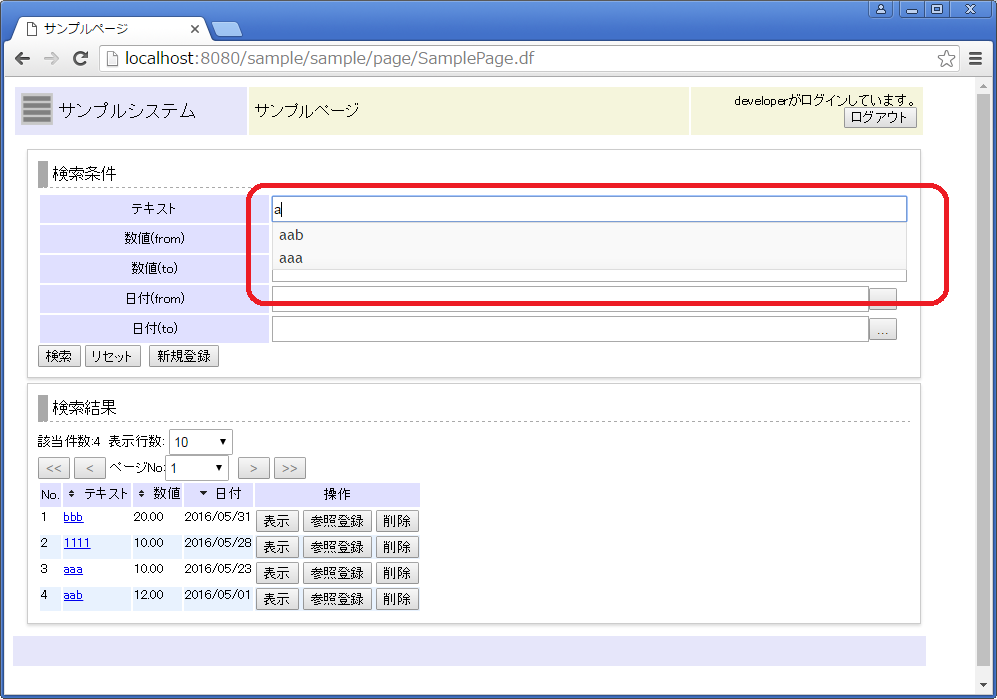 サンプルページ
localhost:8080/sample/sample/page/SamplePage.df
サンプルシステム
サンプルページ
developerがログインしています。
ログアウト
検索条件
テキスト a
aab
aaa
数値(from)
数値(to)
日付(from)
日付(to) ...
検索 リセット 新規登録
検索結果
該当件数:4 表示行数: 10
<< < ページNo: 1 > >>
No. テキスト 数値 日付 操作
1 bbb 20.00 2016/05/31 表示 参照登録 削除
2 1111 10.00 2016/05/28 表示 参照登録 削除
3 aaa 10.00 2016/05/23 表示 参照登録 削除
4 aab 12.00 2016/05/01 表示 参照登録 削除